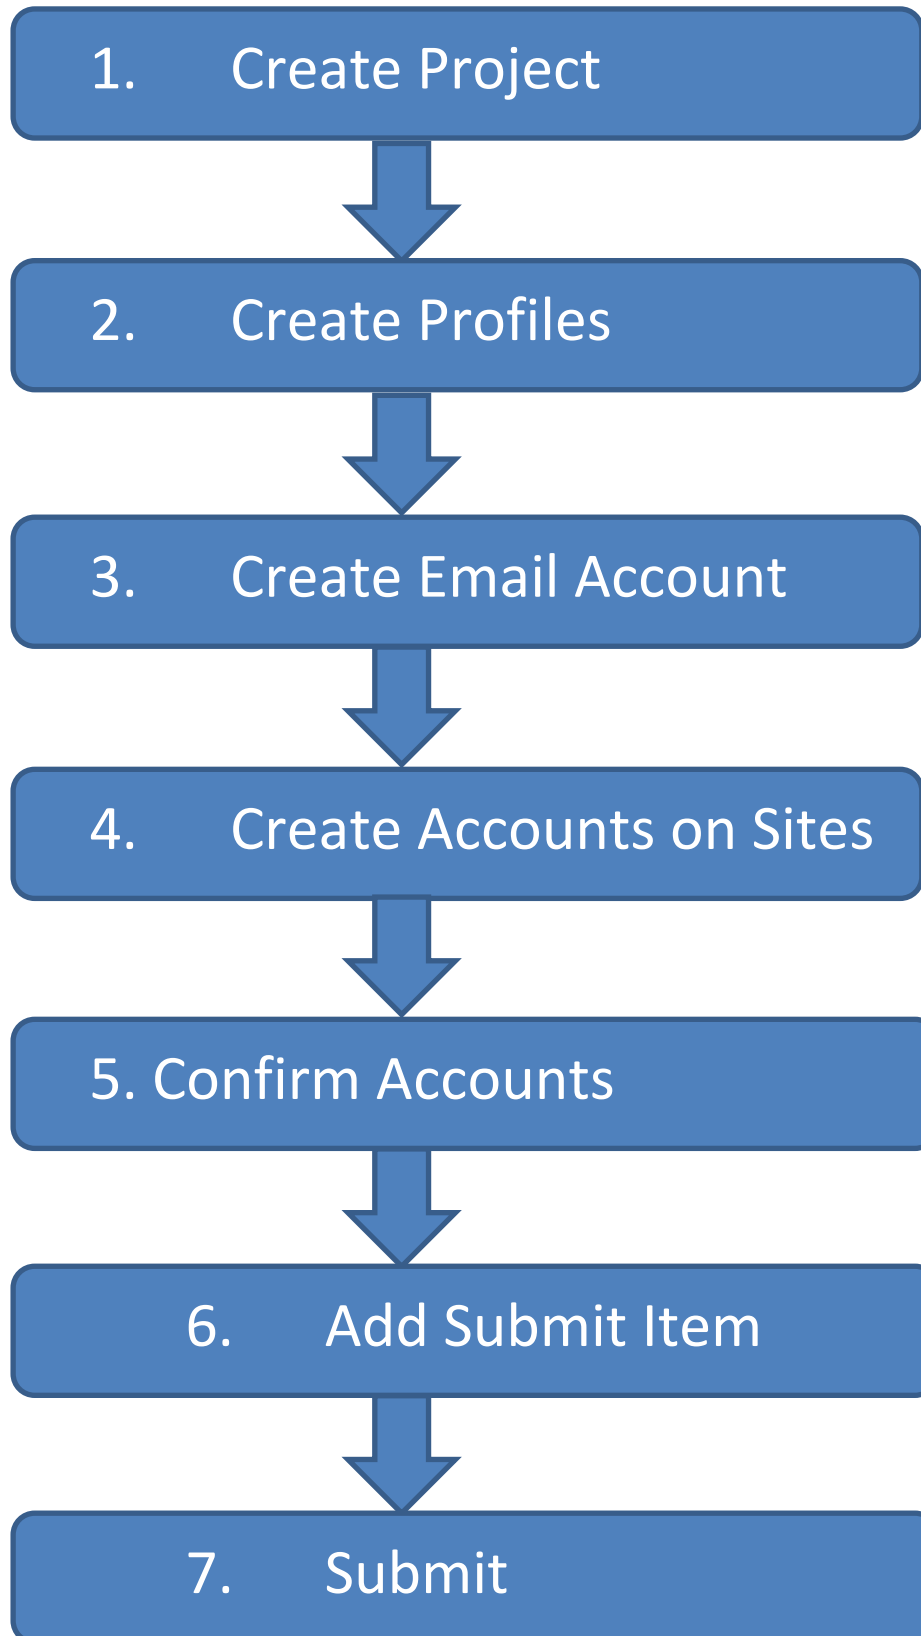 1. Create Project
2. Create Profiles
3. Create Email Account
4. Create Accounts on Sites
5. Confirm Accounts
6. Add Submit Item
7. Submit